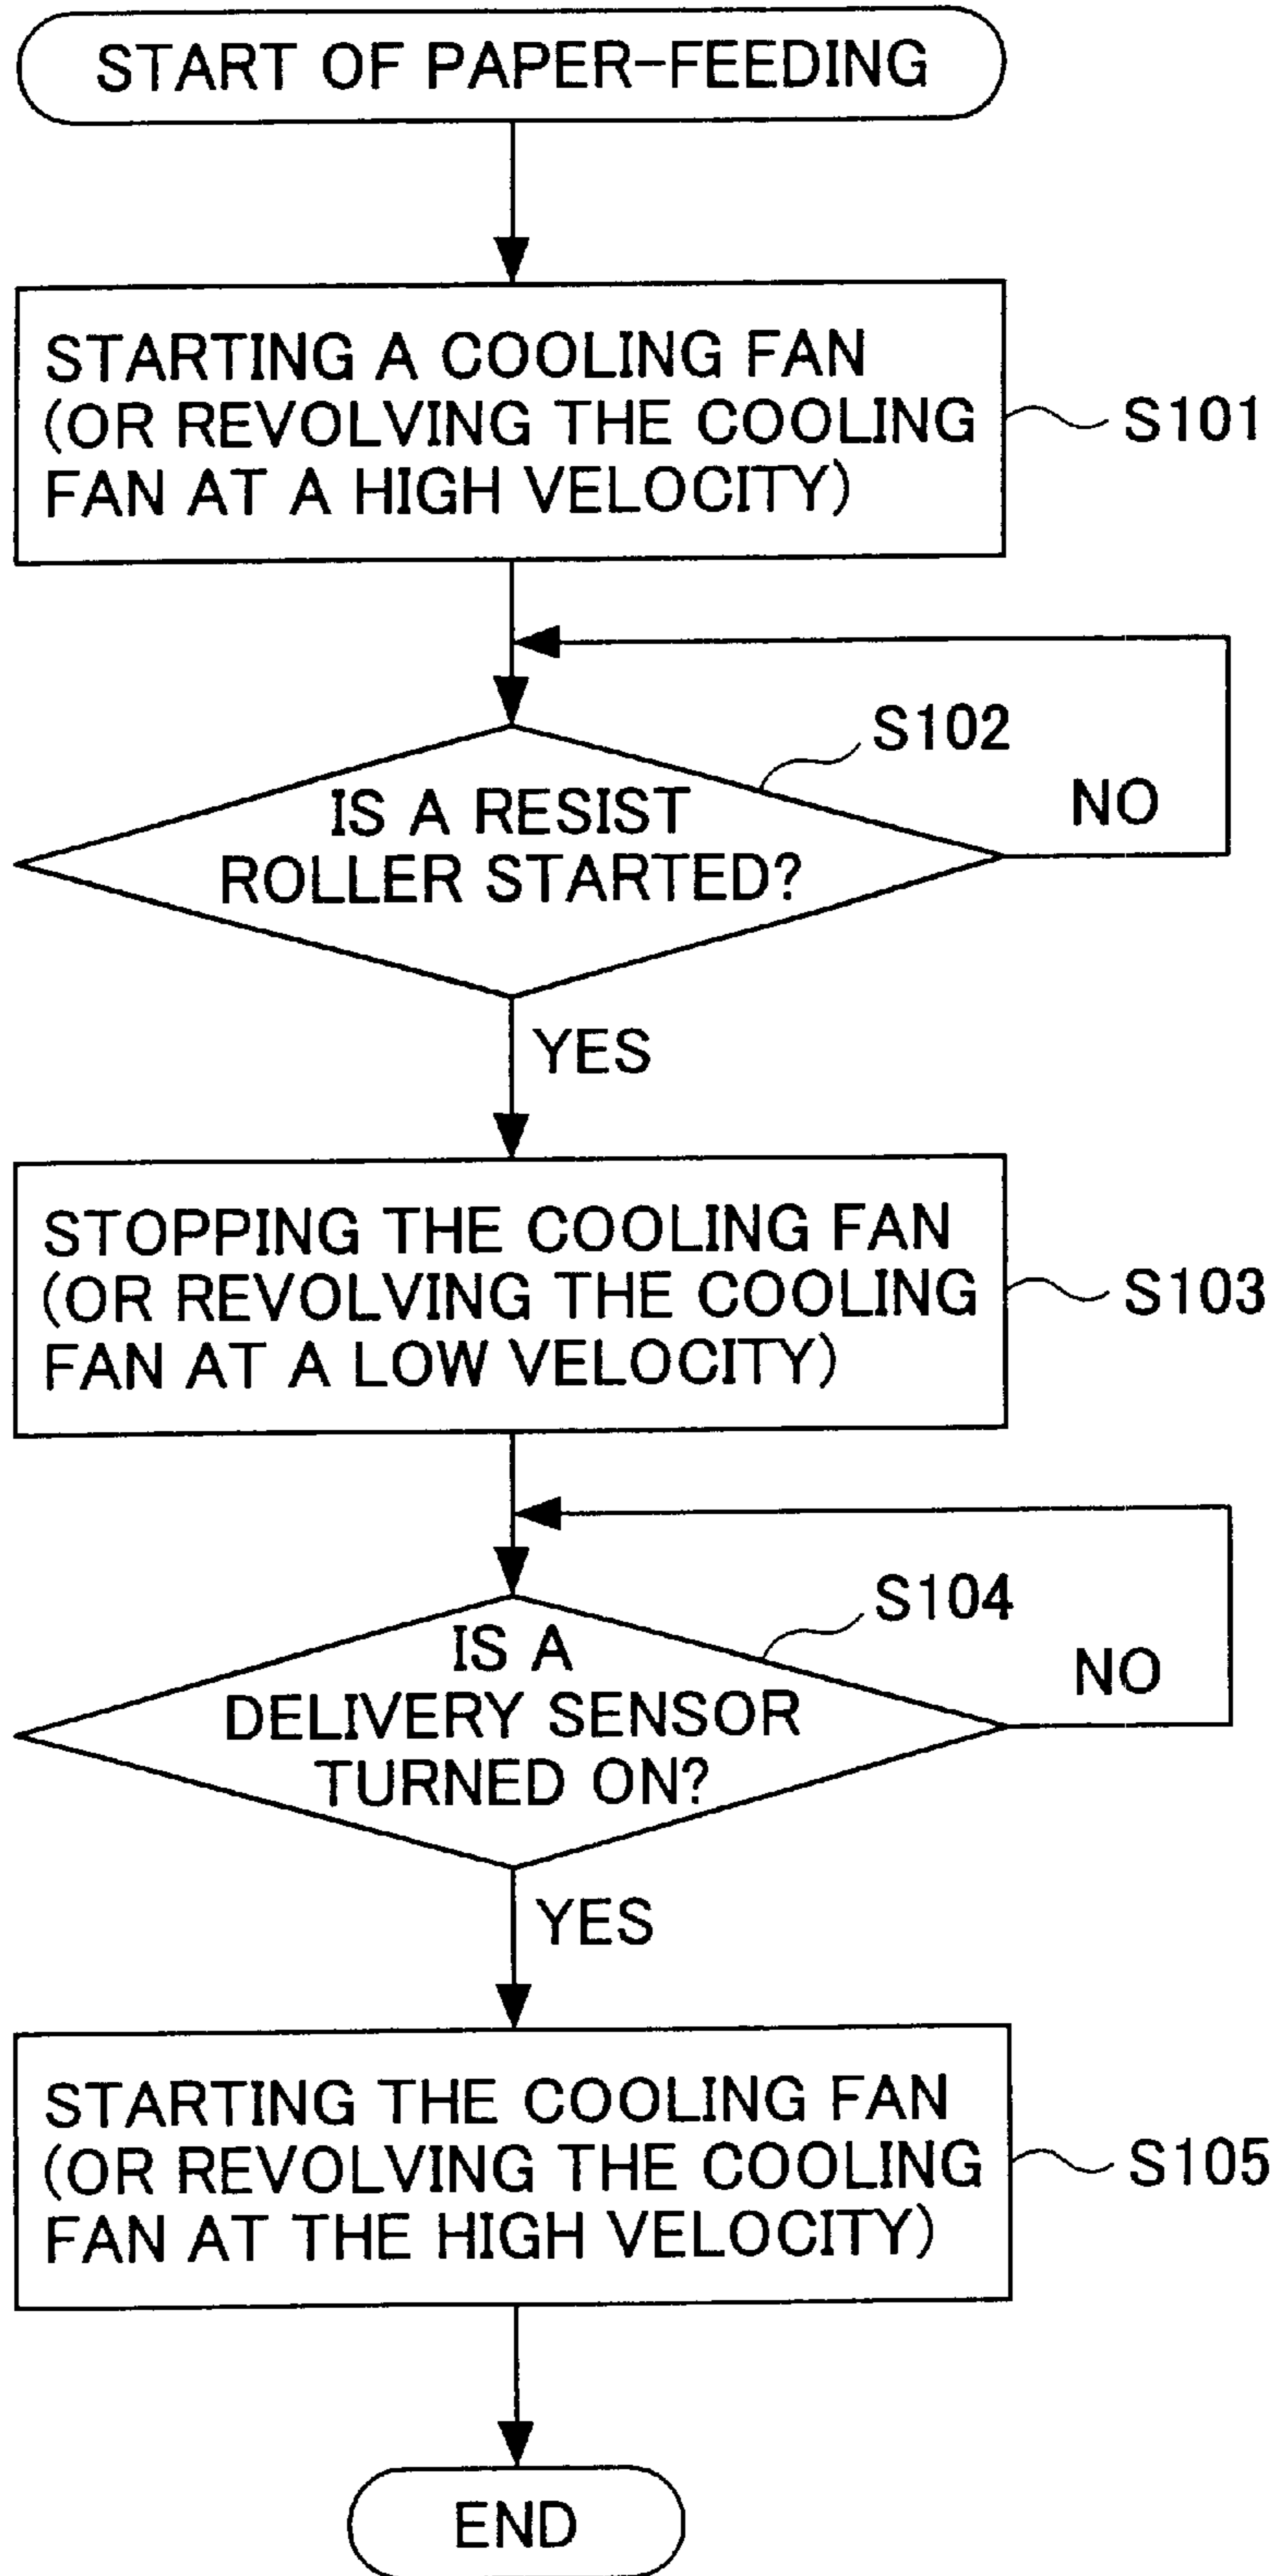 START OF PAPER-FEEDING
STARTING A COOLING FAN
(OR REVOLVING THE COOLING
FAN AT A HIGH VELOCITY)
S101
S102
IS A RESIST
ROLLER STARTED?
NO
YES
STOPPING THE COOLING FAN
(OR REVOLVING THE COOLING
FAN AT A LOW VELOCITY)
S103
S104
IS A
DELIVERY SENSOR
TURNED ON?
NO
YES
STARTING THE COOLING FAN
(OR REVOLVING THE COOLING
FAN AT THE HIGH VELOCITY)
S105
END